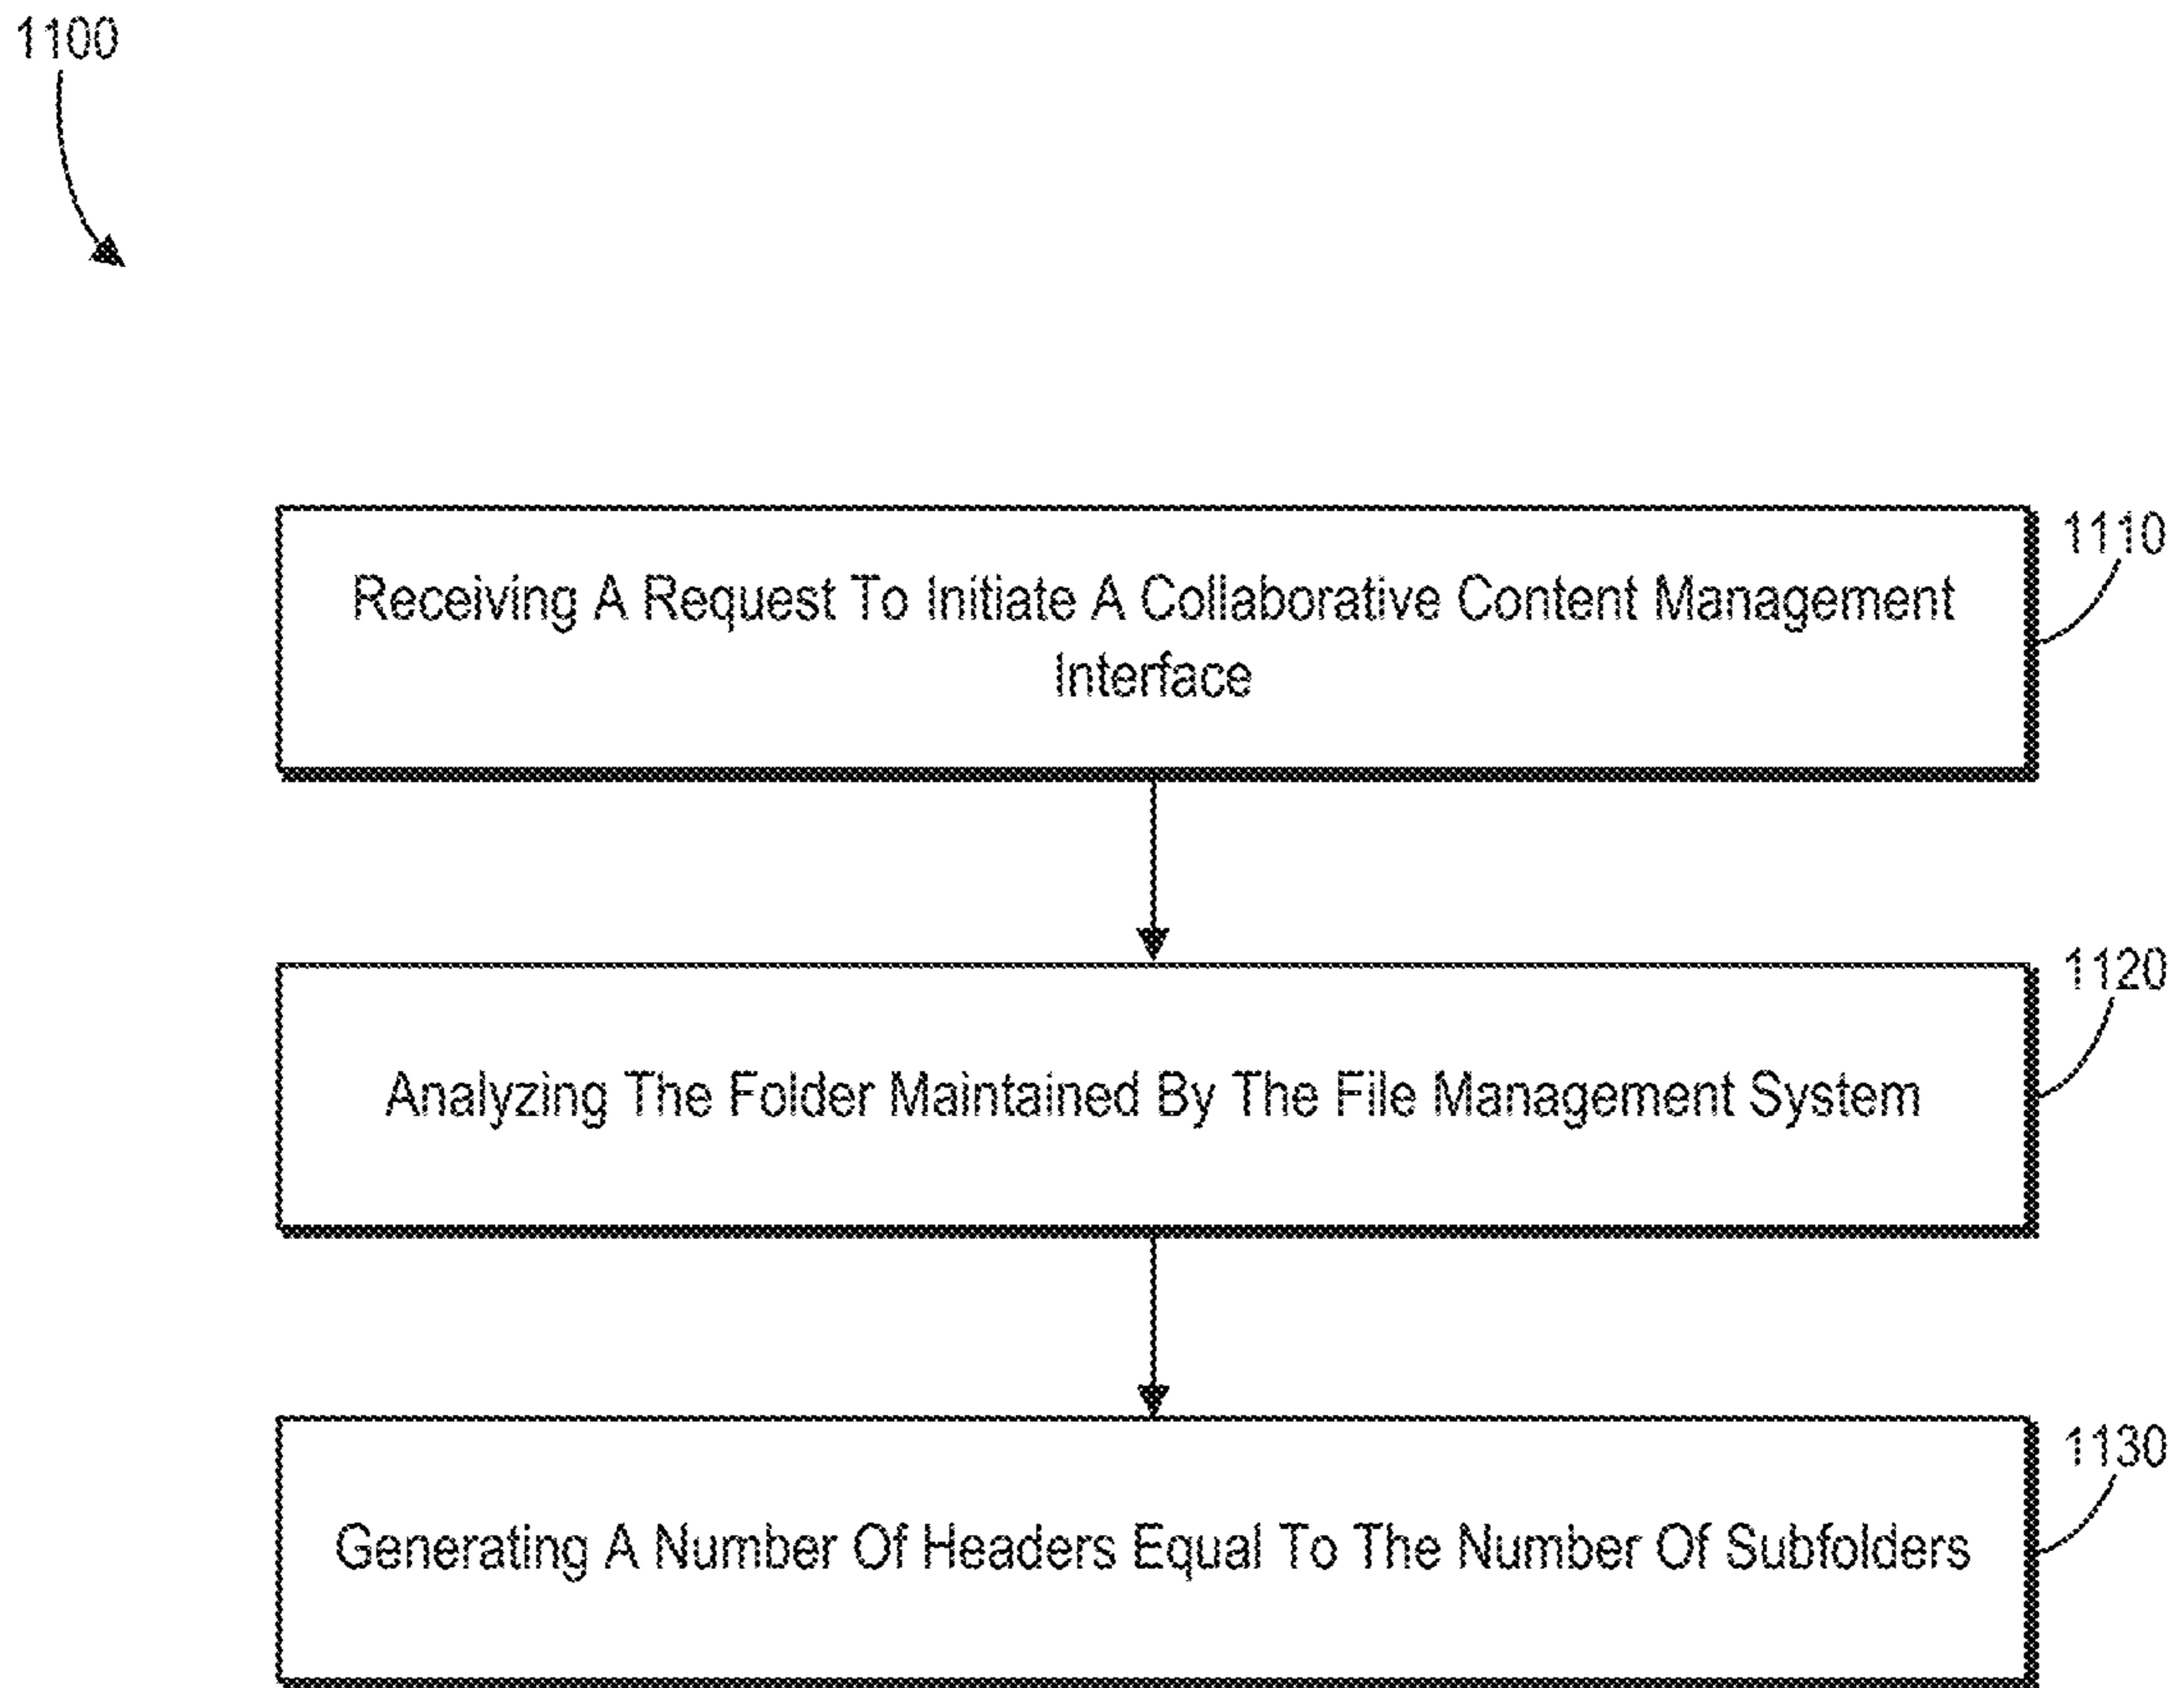 1100
Receiving A Request To Initiate A Collaborative Content Management
Interface
1110
Analyzing The Folder Maintained By The File Management System
1120
Generating A Number Of Headers Equal To The Number Of Subfolders
1130